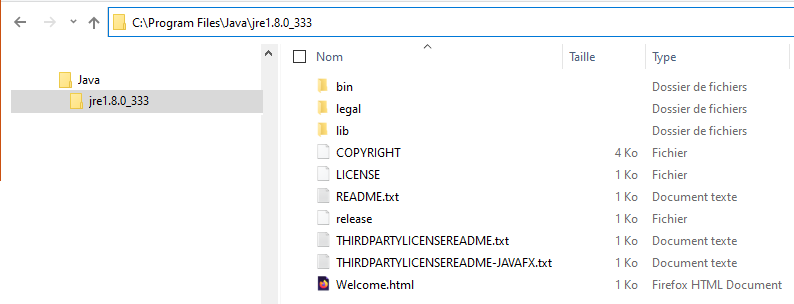 C:\Program Files\Java\jre1.8.0_333
Nom Taille Type
Java
jre1.8.0_333
bin Dossier de fichiers
legal Dossier de fichiers
lib Dossier de fichiers
COPYRIGHT 4 Ko Fichier
LICENSE 1 Ko Fichier
README.txt 1 Ko Document texte
release 1 Ko Fichier
THIRDPARTYLICENSEREADME.txt 1 Ko Document texte
THIRDPARTYLICENSEREADME-JAVAFX.txt 1 Ko Document texte
Welcome.html 1 Ko Firefox HTML Document